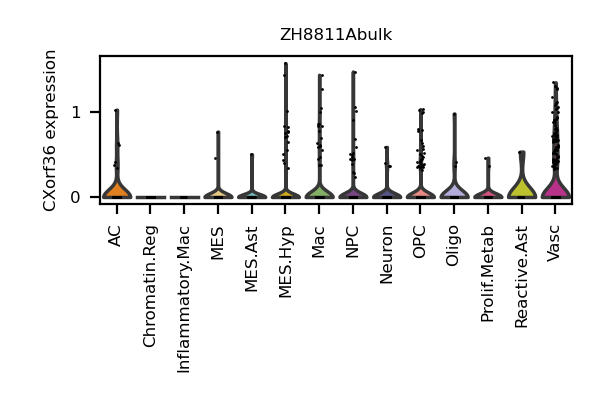 ZH8811Abulk
CXorf36 expression
1
0
AC
Chromatin.Reg
Inflammatory.Mac
MES
MES.Ast
MES.Hyp
Mac
NPC
Neuron
OPC
Oligo
Prolif.Metab
Reactive.Ast
Vasc